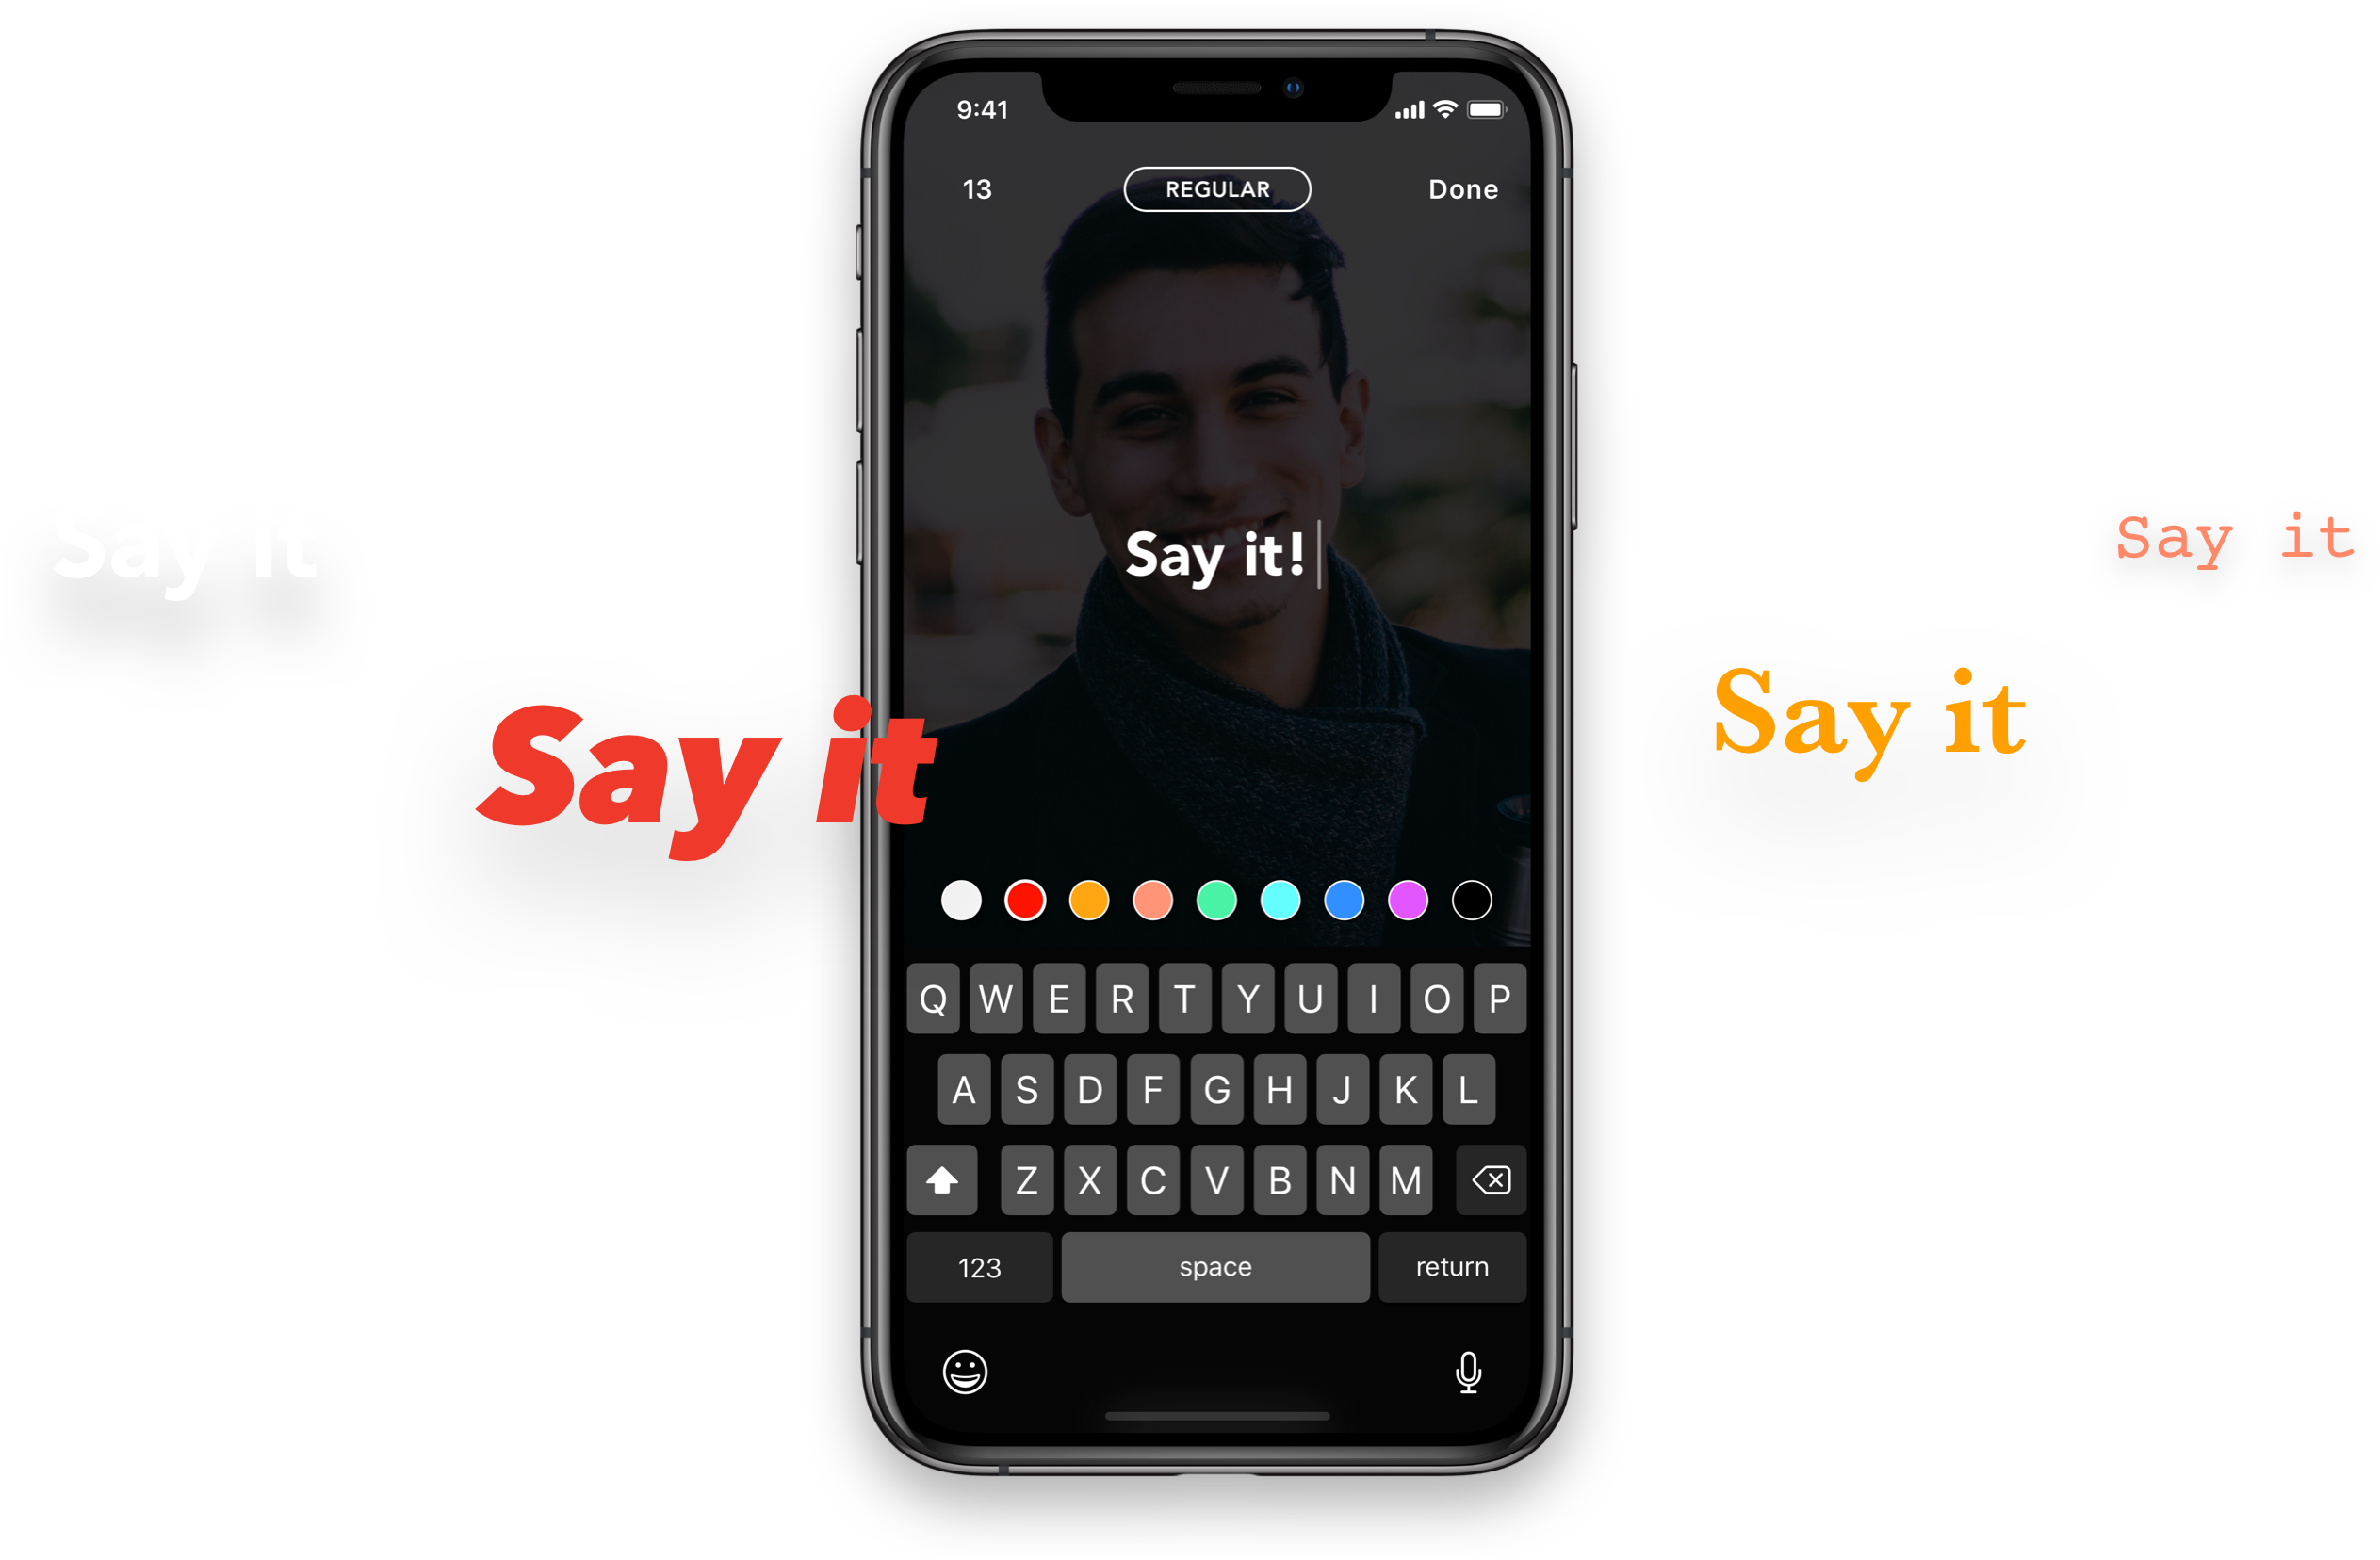 9:41
13 REGULAR Done
Say it!
Say it
Say it
Say it
Say it
Q W E R T Y U I O P
A S D F G H J K L
Z X C V B N M
123 space return